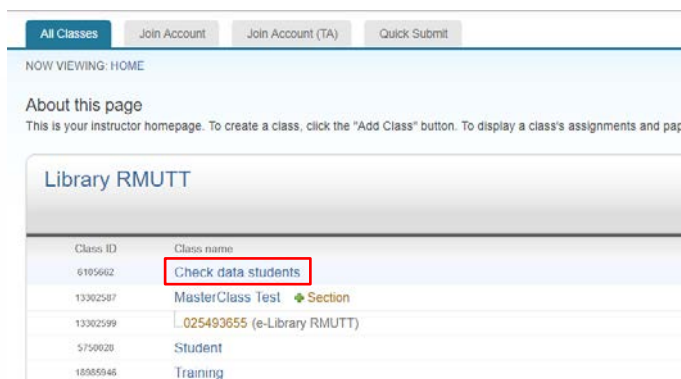 All Classes Join Account Join Account (TA) Quick Submit
NOW VIEWING: HOME
About this page
This is your instructor homepage. To create a class, click the "Add Class" button. To display a class's assignments and pap
Library RMUTT
Class ID Class name
6105662 Check data students
13302587 MasterClass Test Section
13302599 025493655 (e-Library RMUTT)
5750028 Student
18985946 Training